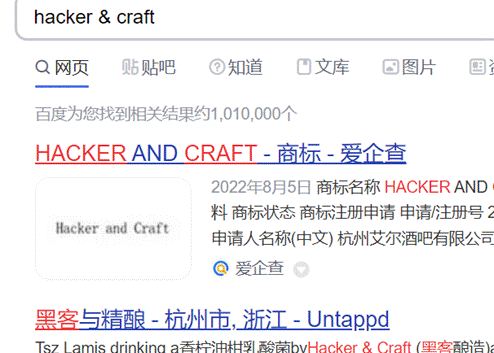 hacker & craft
网页 贴贴吧 知道 文库 图片
百度为您找到相关结果约1,010,000个
HACKER AND CRAFT - 商标 - 爱企查
2022年8月5日 商标名称 HACKER AND
料 商标状态 商标注册申请 申请/注册号
Hacker and Craft
申请人名称(中文) 杭州艾尔酒吧有限公司
爱企查
黑客与精酿 - 杭州市, 浙江 - Untappd
Tsz Lamis drinking a香柠油柑乳酸菌byHacker & Craft (黑客酿造)